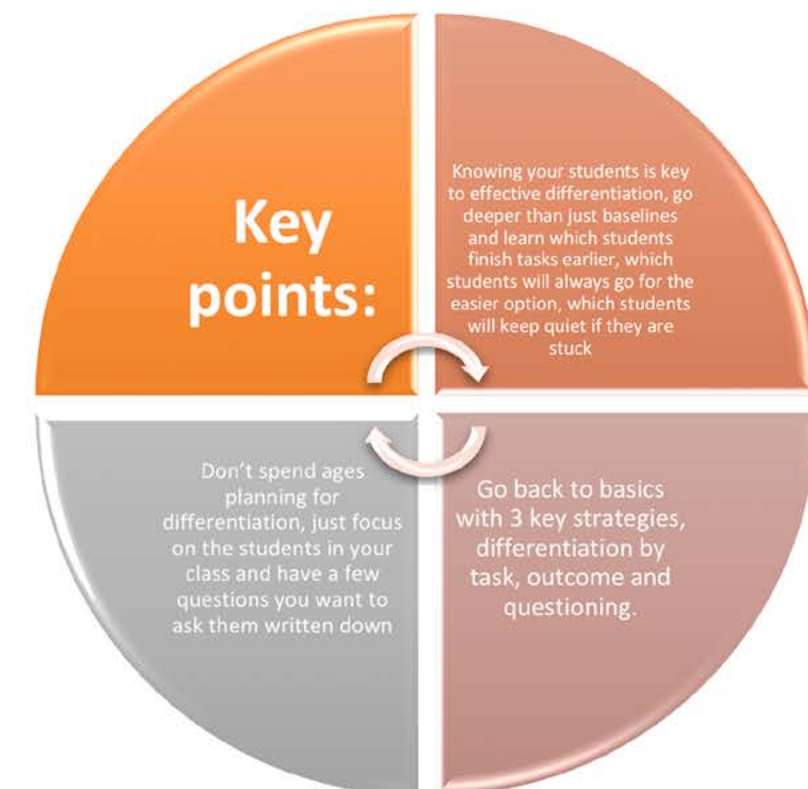 Key
points:
Knowing your students is key
to effective differentiation, go
deeper than just baselines
and learn which students
finish tasks earlier, which
students will always go for the
easier option, which students
will keep quiet if they are
stuck
Go back to basics
with 3 key strategies,
differentiation by
task, outcome and
questioning.
Don't spend ages
planning for
differentiation, just focus
on the students in your
class and have a few
questions you want to
ask them written down